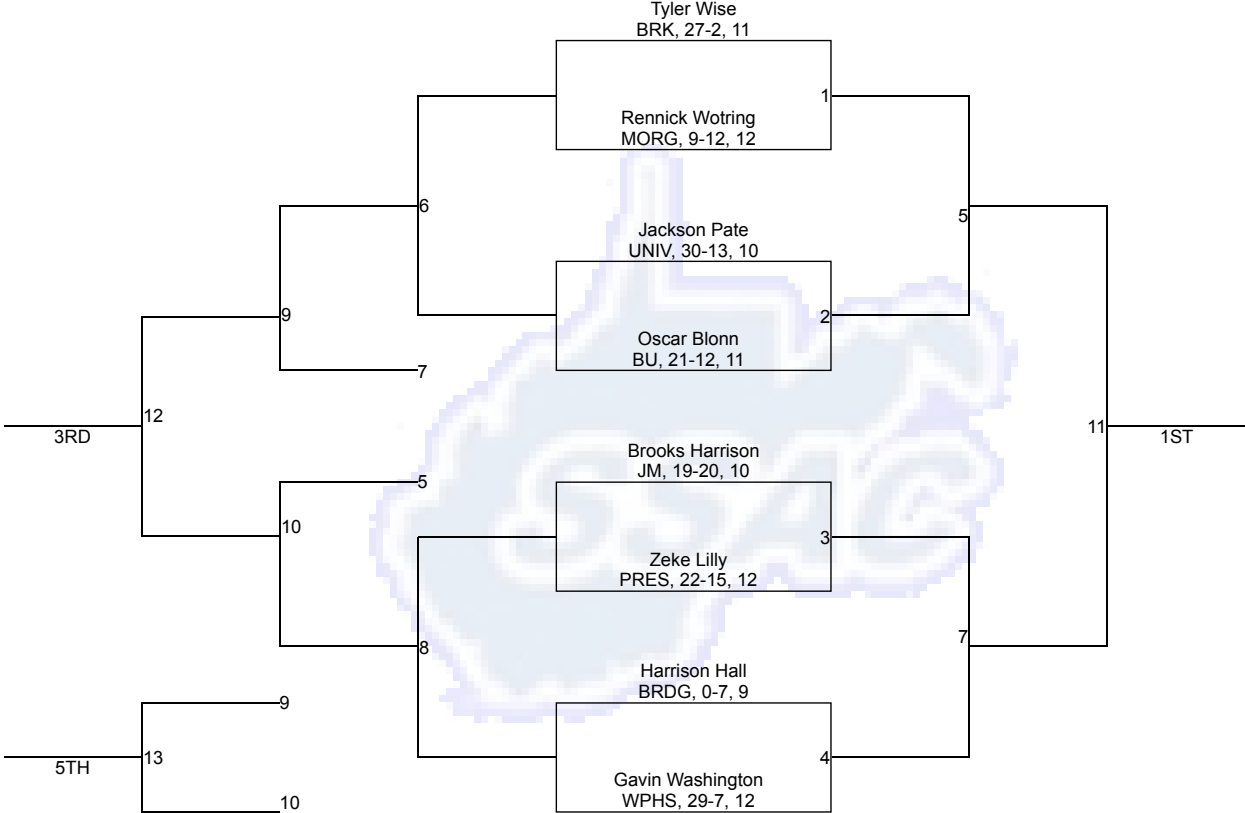 Tyler Wise
BRK, 27-2, 11
1
Rennick Wotring
MORG, 9-12, 12
6
5
Jackson Pate
UNIV, 30-13, 10
9
2
Oscar Blonn
BU, 21-12, 11
7
12
3RD
11
1ST
Brooks Harrison
JM, 19-20, 10
5
10
3
Zeke Lilly
PRES, 22-15, 12
SSAC
8
7
Harrison Hall
BRDG, 0-7, 9
9
13
5TH
4
Gavin Washington
WPHS, 29-7, 12
10